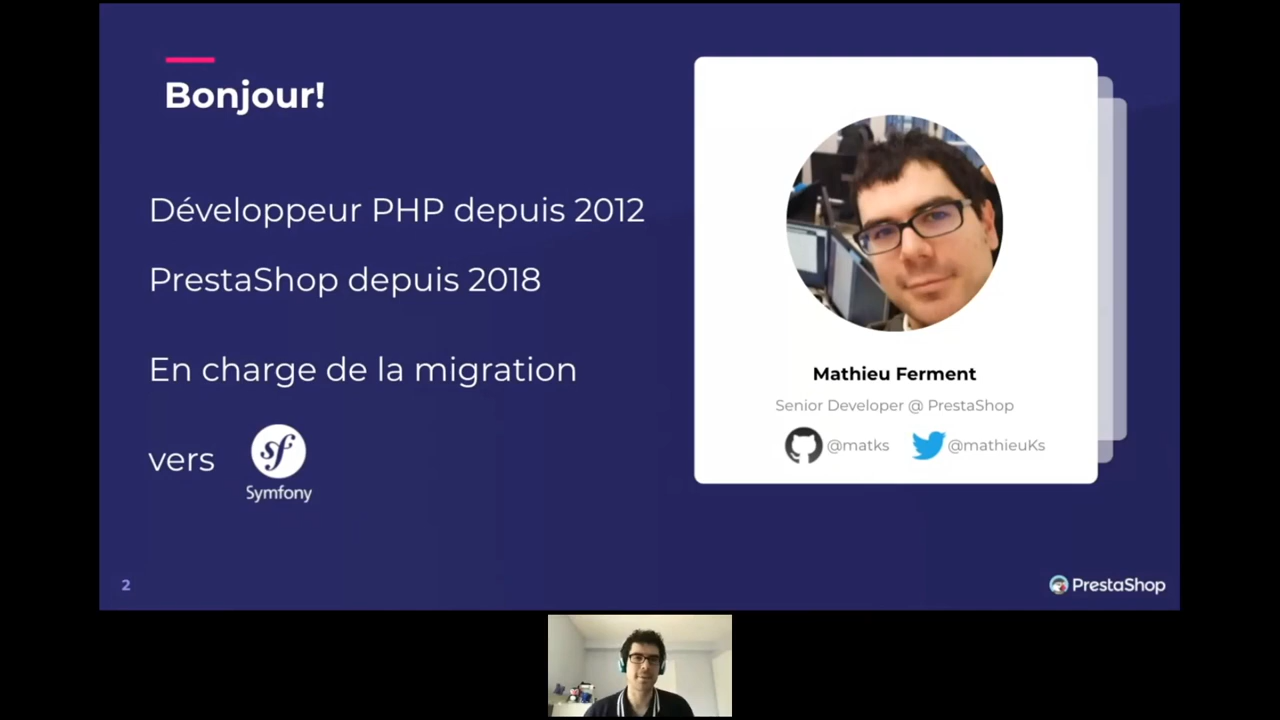 Bonjour!
Développeur PHP depuis 2012
PrestaShop depuis 2018
En charge de la migration
vers
sf
Symfony
Mathieu Ferment
Senior Developer @ PrestaShop
@matks @mathieuKs
2
PrestaShop